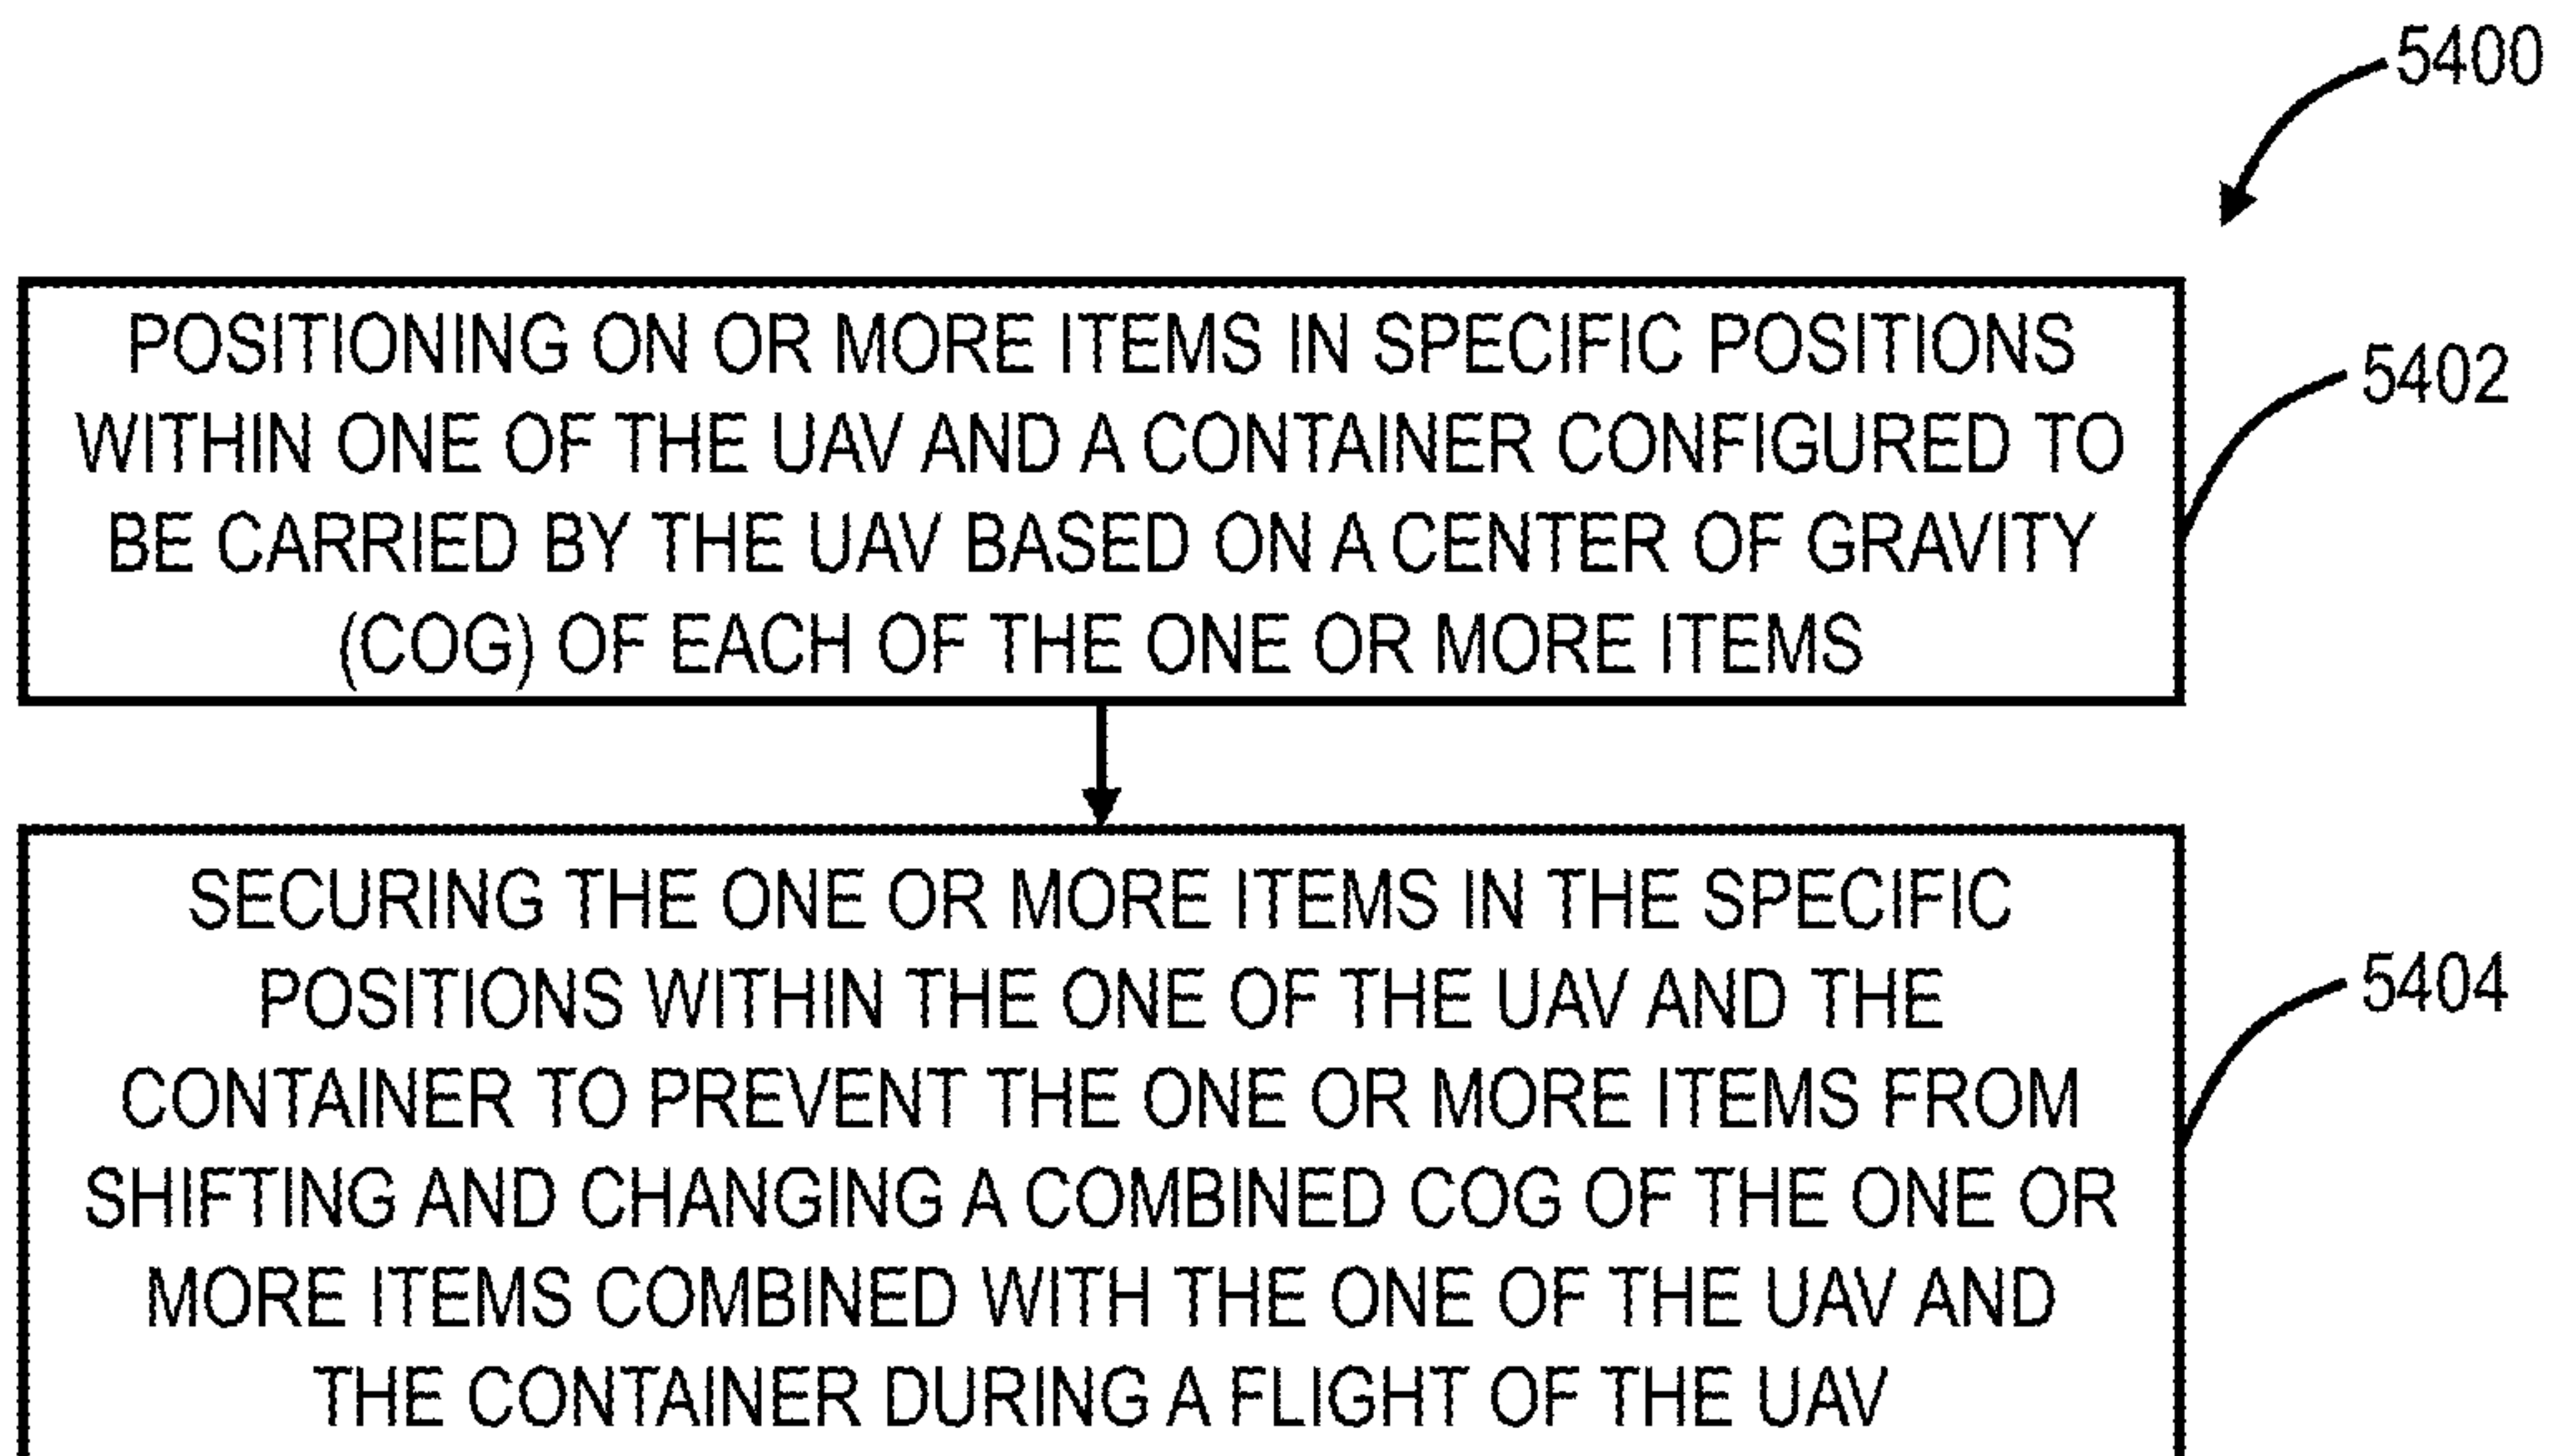 5400
POSITIONING ON OR MORE ITEMS IN SPECIFIC POSITIONS
WITHIN ONE OF THE UAV AND A CONTAINER CONFIGURED TO
BE CARRIED BY THE UAV BASED ON A CENTER OF GRAVITY
(COG) OF EACH OF THE ONE OR MORE ITEMS
5402
SECURING THE ONE OR MORE ITEMS IN THE SPECIFIC
POSITIONS WITHIN THE ONE OF THE UAV AND THE
CONTAINER TO PREVENT THE ONE OR MORE ITEMS FROM
SHIFTING AND CHANGING A COMBINED COG OF THE ONE OR
MORE ITEMS COMBINED WITH THE ONE OF THE UAV AND
THE CONTAINER DURING A FLIGHT OF THE UAV
5404